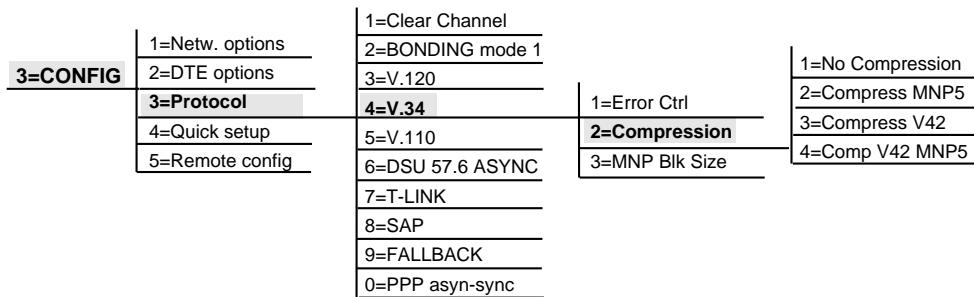 3=CONFIG
1=Netw. options
2=DTE options
3=Protocol
4=Quick setup
5=Remote config
1=Clear Channel
2=BONDING mode 1
3=V.120
4=V.34
5=V.110
6=DSU 57.6 ASYNC
7=T-LINK
8=SAP
9=FALLBACK
0=PPP asyn-sync
1=Error Ctrl
2=Compression
3=MNP Blk Size
1=No Compression
2=Compress MNP5
3=Compress V42
4=Comp V42 MNP5